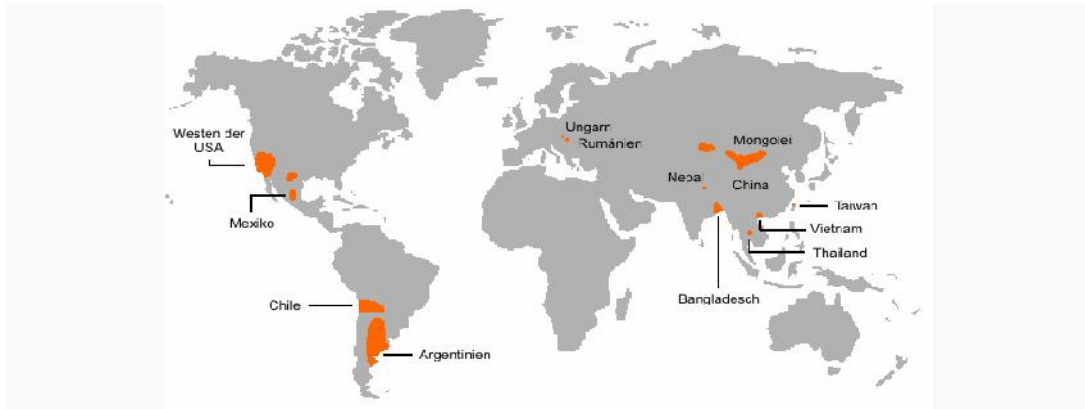 Westen der
USA
Mexiko
Chile
Argentinien
Ungarn
Rumänien
Mongolei
Nepal
China
Taiwan
Vietnam
Thailand
Bangladesch